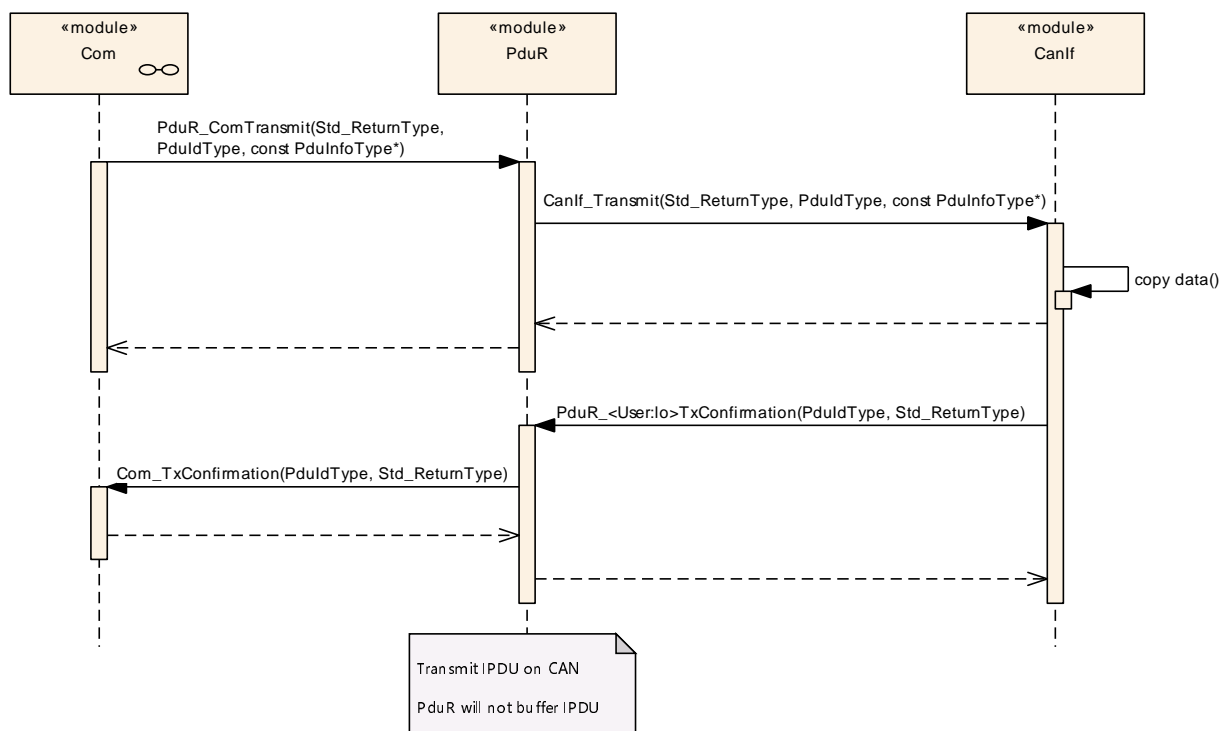 «module»
Com
«module»
PduR
«module»
CanIf
PduR_ComTransmit(Std_ReturnType,
PduIdType, const PduInfoType*)
CanIf_Transmit(Std_ReturnType, PduIdType, const PduInfoType*)
copy data()
PduR_<User:lo>TxConfirmation(PduIdType, Std_ReturnType)
Com_TxConfirmation(PduIdType, Std_ReturnType)
Transmit IPDU on CAN
PduR will not buffer IPDU